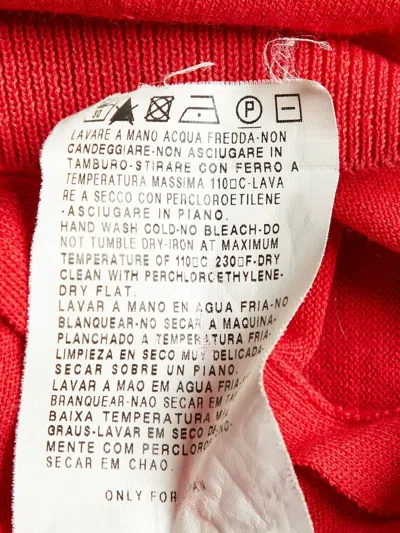 30 P
LAVARE A MANO ACQUA FREDDA-NON
CANDEGGIARE-NON ASCIUGARE IN
TAMBURO-STIRARE CON FERRO A
TEMPERATURA MASSIMA 110□C-LAVA
RE A SECCO CON PERCLOROETILENE
-ASCIUGARE IN PIANO.
HAND WASH COLD-NO BLEACH-DO
NOT TUMBLE DRY-IRON AT MAXIMUM
TEMPERATURE OF 110□C 230□F-DRY
CLEAN WITH PERCHLOROETHYLENE-
DRY FLAT.
LAVAR A MANO EN AGUA FRIA-NO
BLANQUEAR-NO SECAR A MAQUINA-
PLANCHADO A TEMPERATURA FRIA-
LIMPIEZA EN SECO MUY DELICADA-
SECAR SOBRE UN PIANO.
LAVAR A MAO EM AGUA FRIA-
BRANQUEAR-NAO SECAR EM TAM
BAIXA TEMPERATURA
GRAUS-LAVAR EM SECO
MENTE COM PERCLORO
SECAR EM CHAO.
ONLY FOR